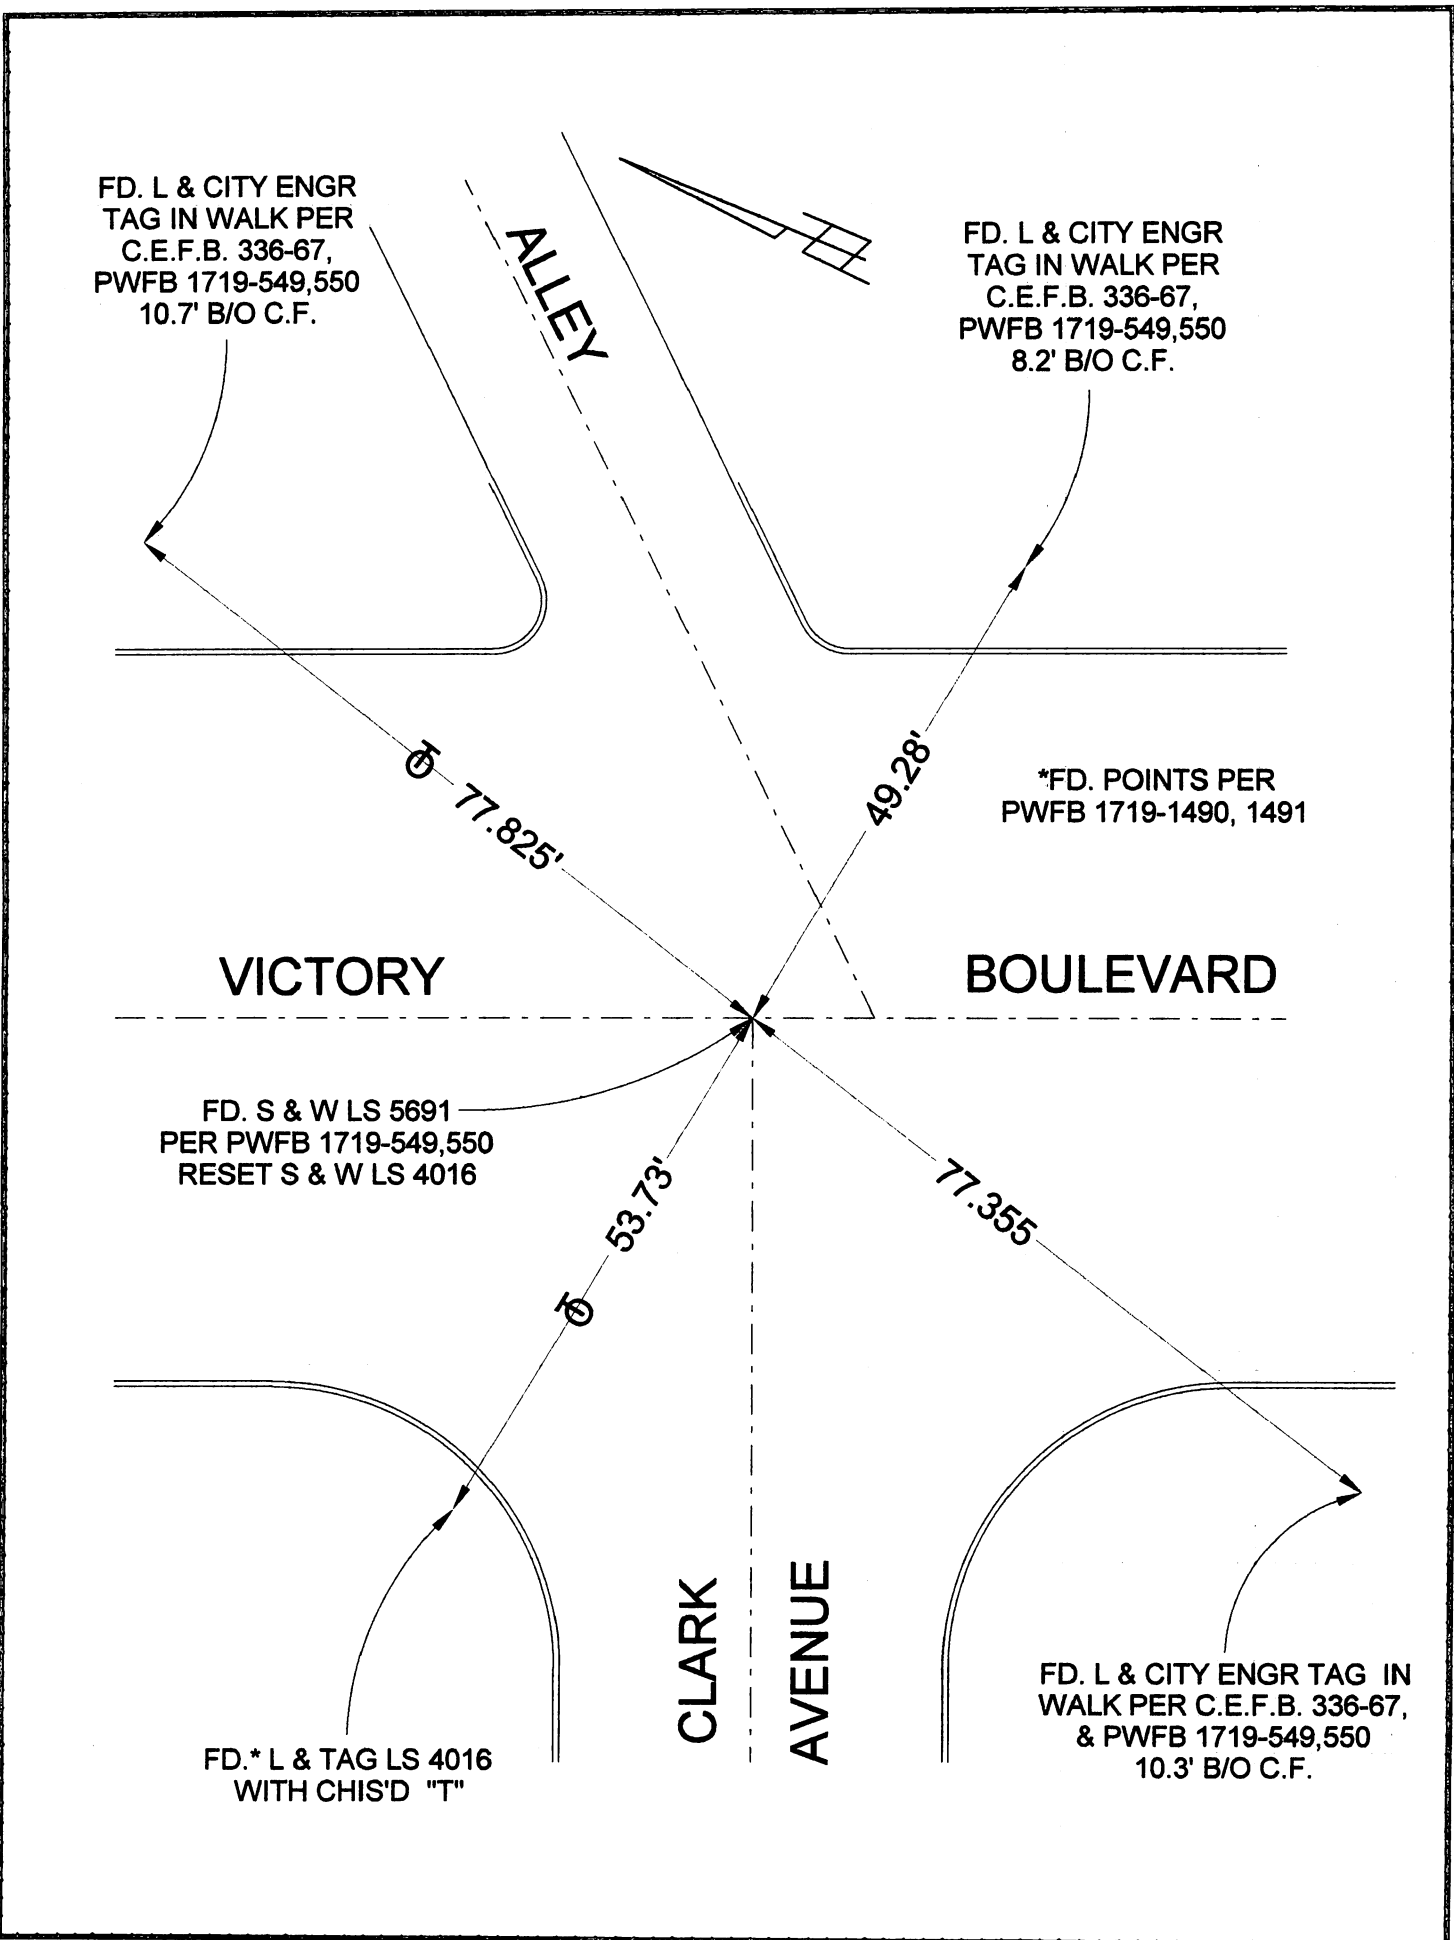 FD. L & CITY ENGR
TAG IN WALK PER
C.E.F.B. 336-67,
PWFB 1719-549,550
10.7' B/O C.F.
ALLEY
FD. L & CITY ENGR
TAG IN WALK PER
C.E.F.B. 336-67,
PWFB 1719-549,550
8.2' B/O C.F.
77.825'
49.28'
*FD. POINTS PER
PWFB 1719-1490, 1491
VICTORY BOULEVARD
FD. S & W LS 5691
PER PWFB 1719-549,550
RESET S & W LS 4016
53.73'
77.355
CLARK
AVENUE
FD.* L & TAG LS 4016
WITH CHIS'D "T"
FD. L & CITY ENGR TAG IN
WALK PER C.E.F.B. 336-67,
& PWFB 1719-549,550
10.3' B/O C.F.